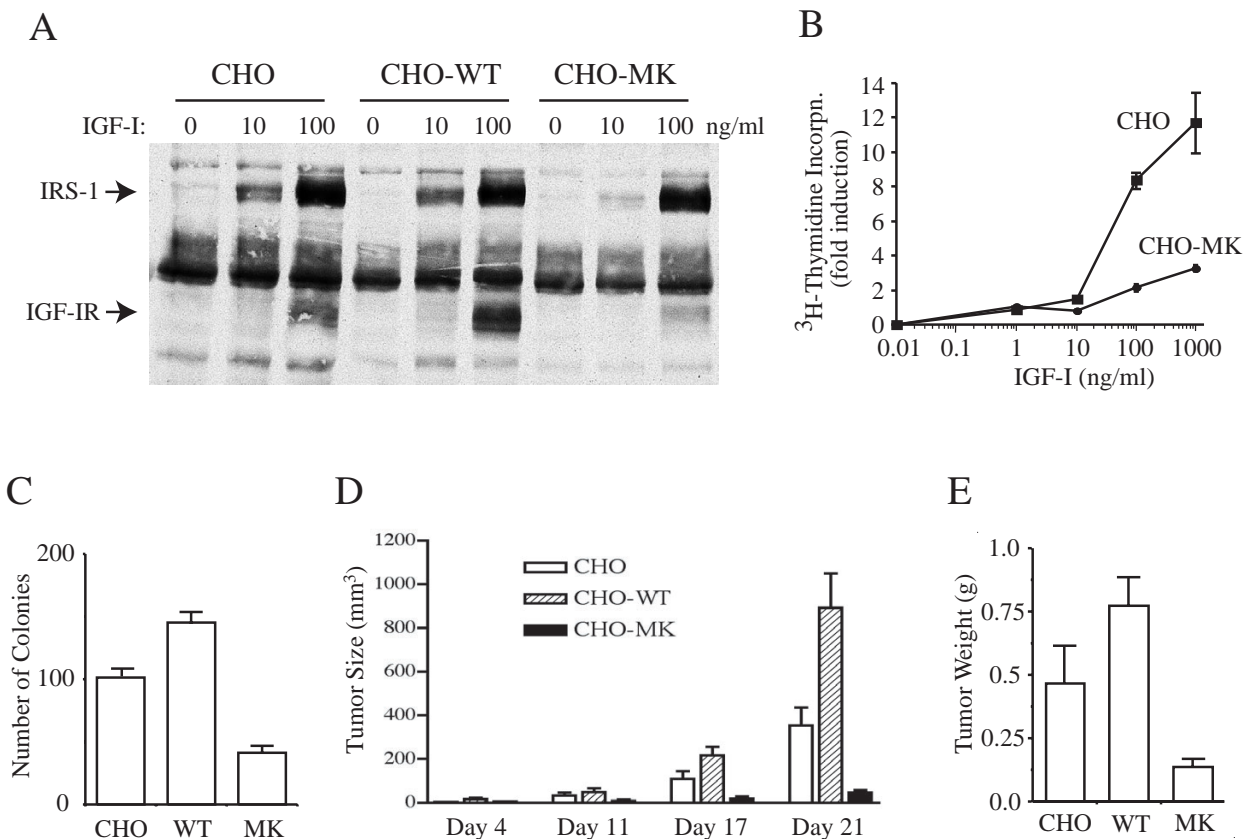 A
CHO CHO-WT CHO-MK
IGF-I: 0 10 100 0 10 100 0 10 100 ng/ml
IRS-1
IGF-IR
B
³H-Thymidine Incorpn.
(fold induction)
14
12
10
8
6
4
2
0
CHO
CHO-MK
0.01 0.1 1 10 100 1000
IGF-I (ng/ml)
C
Number of Colonies
200
100
0
CHO WT MK
D
Tumor Size (mm³)
1200
1000
800
600
400
200
0
CHO
CHO-WT
CHO-MK
Day 4 Day 11 Day 17 Day 21
E
Tumor Weight (g)
1.0
0.75
0.5
0.25
0.0
CHO WT MK